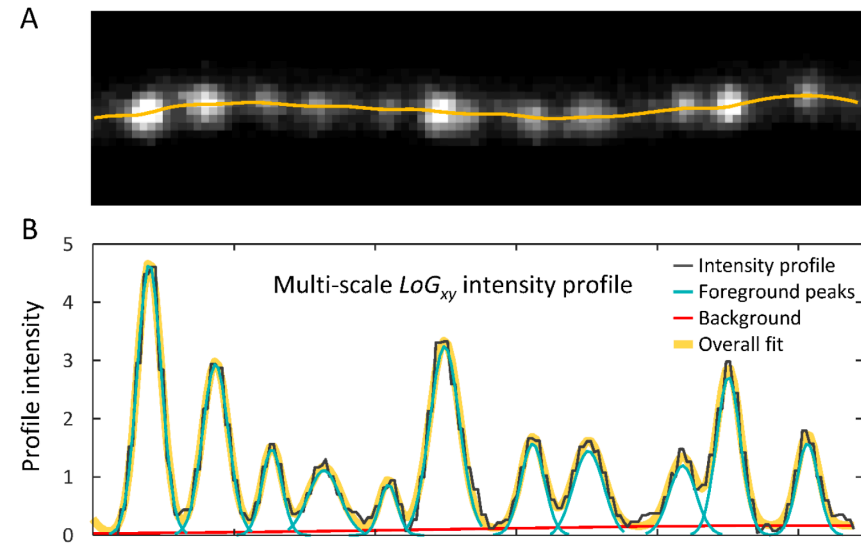 A
B
Multi-scale LoGxy intensity profile
Intensity profile
Foreground peaks
Background
Overall fit
Profile intensity
5
4
3
2
1
0